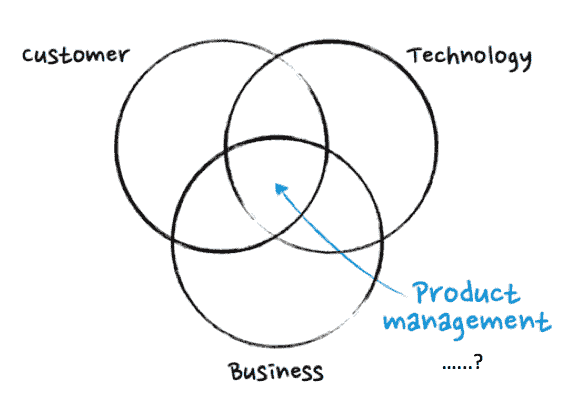 Customer
Technology
Product
management
......?
Business